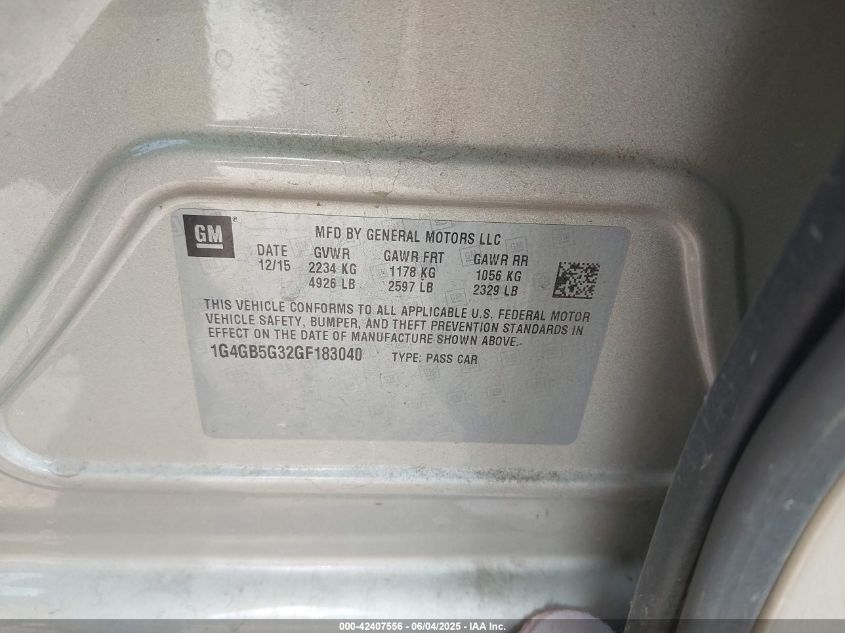 GM
MFD BY GENERAL MOTORS LLC
DATE GVWR GAWR FRT GAWR RR
12/15 2234 KG 1178 KG 1056 KG
4926 LB 2597 LB 2329 LB
THIS VEHICLE CONFORMS TO ALL APPLICABLE U.S. FEDERAL MOTOR
VEHICLE SAFETY, BUMPER, AND THEFT PREVENTION STANDARDS IN
EFFECT ON THE DATE OF MANUFACTURE SHOWN ABOVE.
1G4GB5G32GF183040 TYPE: PASS CAR
000-42407556 - 06/04/2025 - IAA Inc.